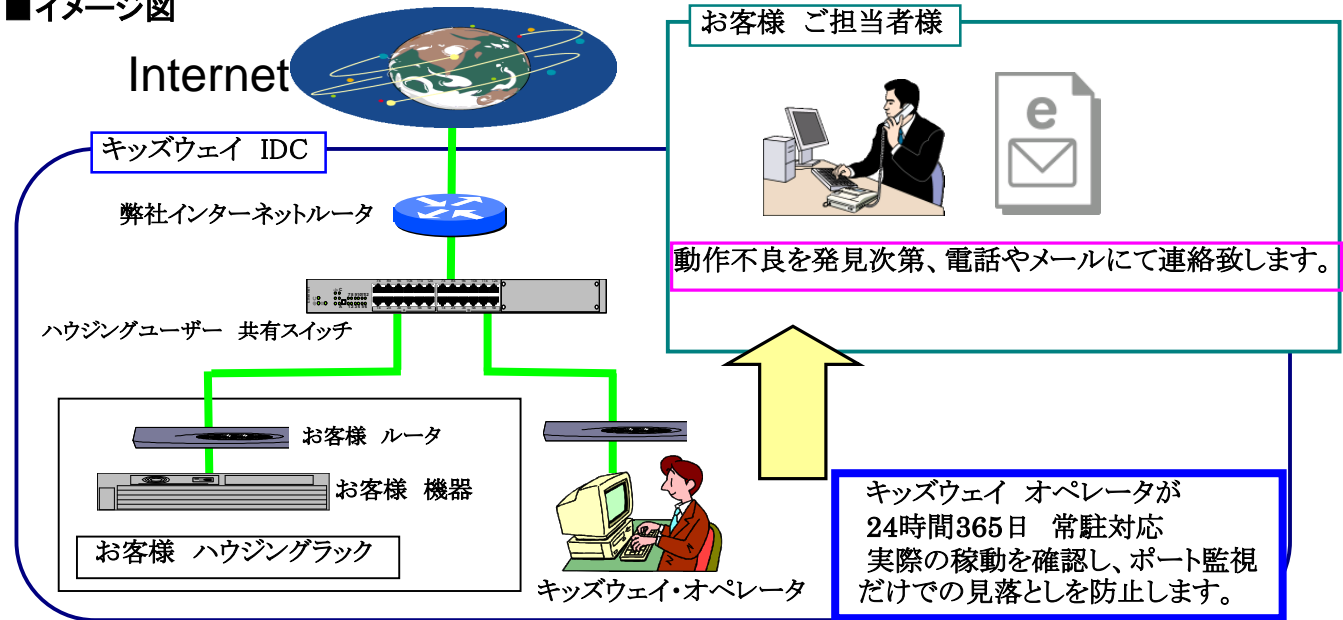 ■イメージ図
Internet
お客様 ご担当者様
e
動作不良を発見次第、電話やメールにて連絡致します。
キッズウェイ IDC
弊社インターネットルータ
ハウジングユーザー 共有スイッチ
お客様 ルータ
お客様 機器
お客様 ハウジングラック
キッズウェイ・オペレータ
キッズウェイ オペレータが
24時間365日 常駐対応
実際の稼動を確認し、ポート監視
だけでの見落としを防止します。